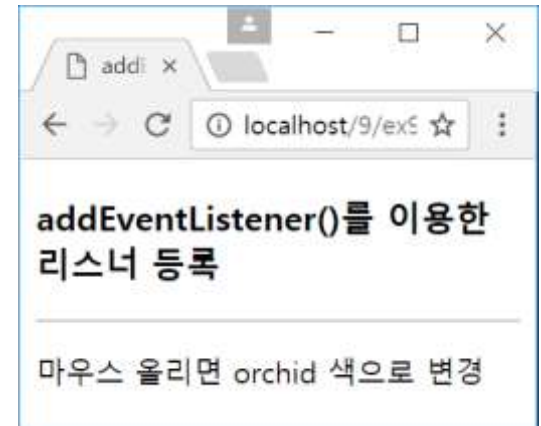 addi
localhost/9/ex9
addEventListener()를 이용한
리스너 등록
마우스 올리면 orchid 색으로 변경